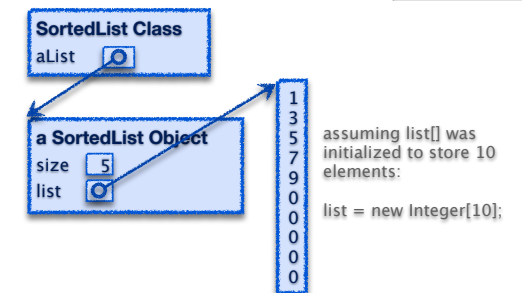 SortedList Class
aList
a SortedList Object
size 5
list
1
3
5
7
9
0
0
0
0
0
assuming list[] was
initialized to store 10
elements:
list = new Integer[10];